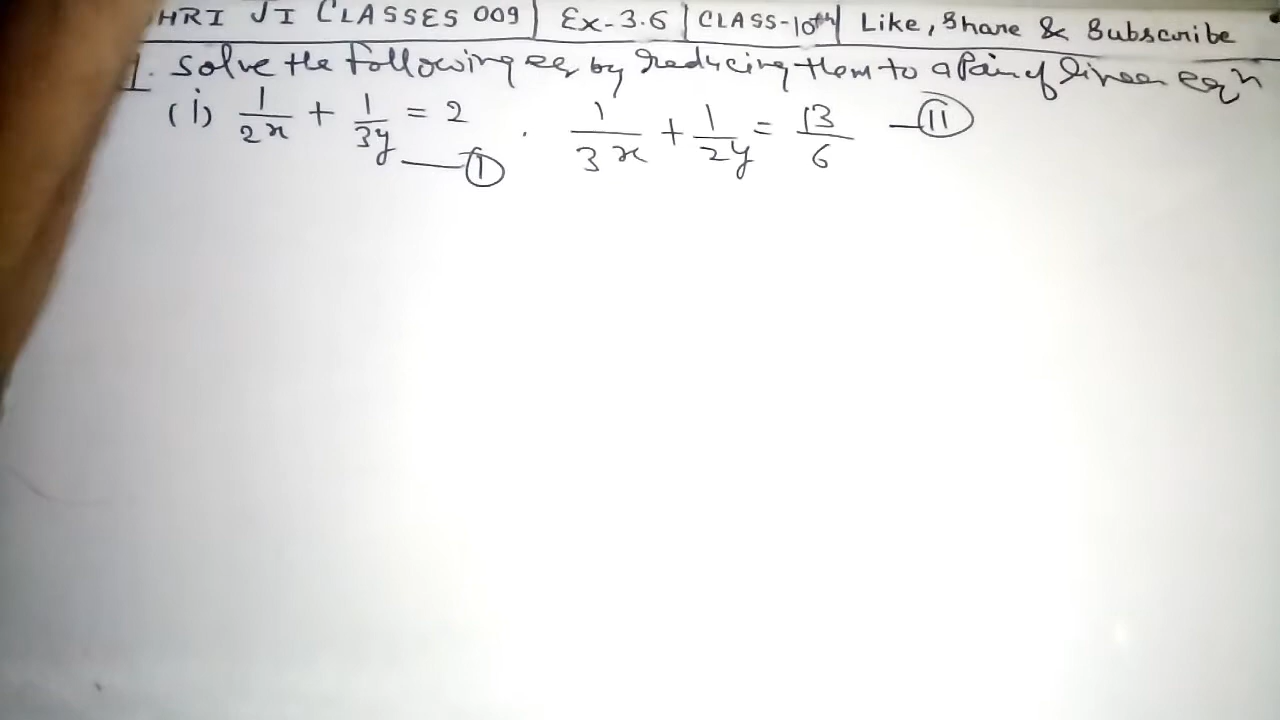 HRI JI CLASSES 009 | Ex-3.6 | CLASS-10th | Like, Share & Subscribe
1. Solve the following eq by reducing them to a Pair of linear eqn
(i) 1/2x + 1/3y = 2 —(I) . 1/3x + 1/2y = 13/6 —(II)